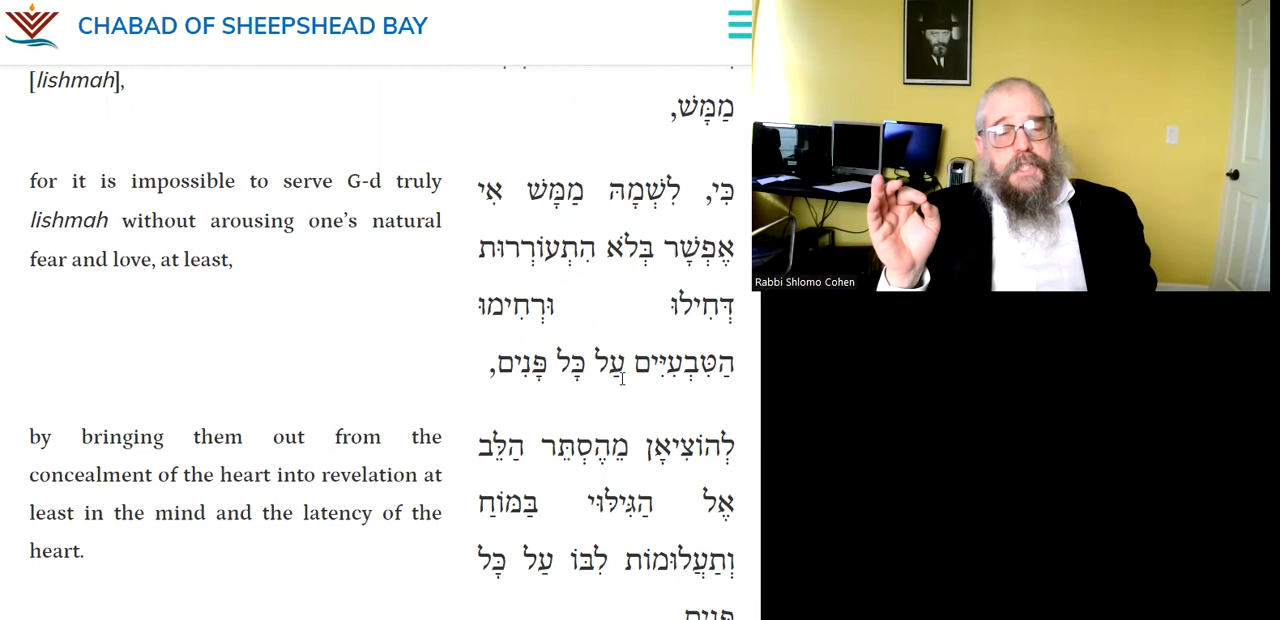 CHABAD OF SHEEPSHEAD BAY
[lishmah],
מַמָּשׁ,
for it is impossible to serve G-d truly
lishmah without arousing one’s natural
fear and love, at least,
כִּי, לִשְׁמָהּ מַמָּשׁ אִי
אֶפְשָׁר בְּלֹא הִתְעוֹרְרוּת
דְּחִילוּ וּרְחִימוּ
הַטִּבְעִיִּים עַל כָּל פָּנִים,
by bringing them out from the
concealment of the heart into revelation at
least in the mind and the latency of the
heart.
לְהוֹצִיאָן מֵהֶסְתֵּר הַלֵּב
אֶל הַגִּילּוּי בַּמּוֹחַ
וְתַעֲלוּמוֹת לִבּוֹ עַל כָּל
Rabbi Shlomo Cohen